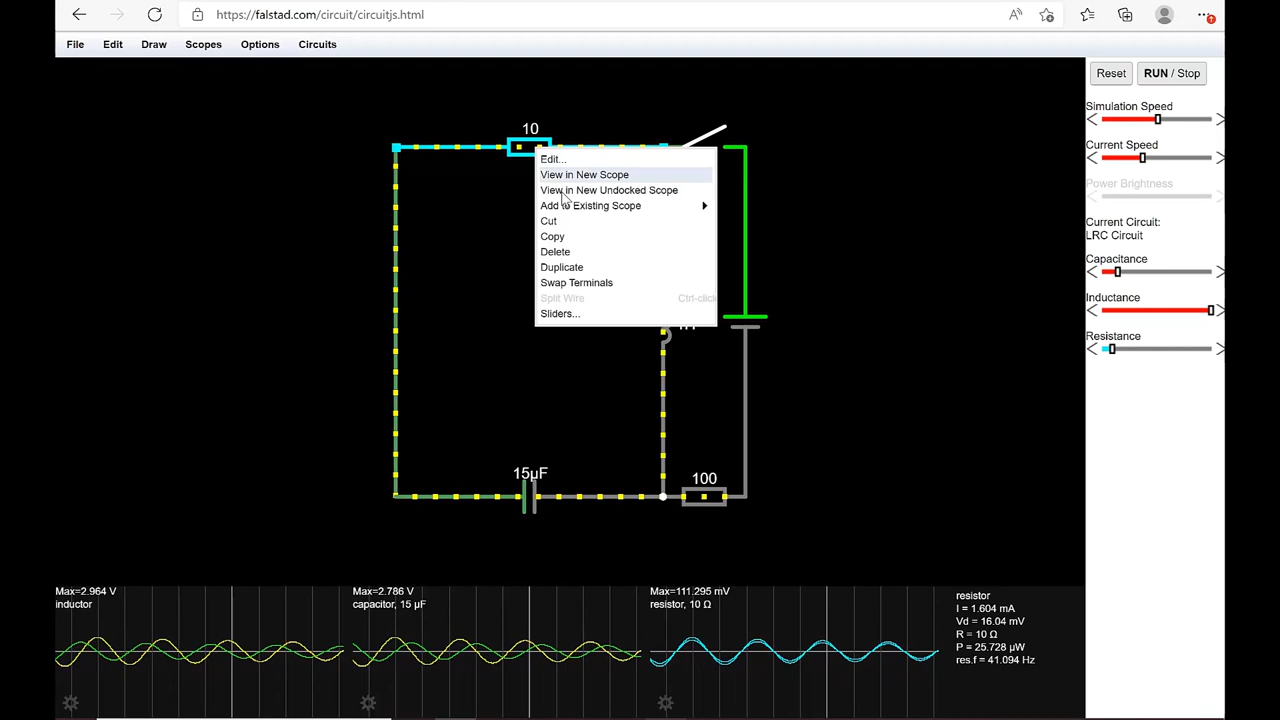 https://falstad.com/circuit/circuitjs.html
File Edit Draw Scopes Options Circuits
Reset RUN / Stop
Simulation Speed
Current Speed
Power Brightness
Current Circuit:
LRC Circuit
Capacitance
Inductance
Resistance
10
Edit...
View in New Scope
View in New Undocked Scope
Add to Existing Scope
Cut
Copy
Delete
Duplicate
Swap Terminals
Split Wire Ctrl-click
Sliders...
15μF
100
Max=2.964 V
inductor
Max=2.786 V
capacitor, 15 μF
Max=111.295 mV
resistor, 10 Ω
resistor
I = 1.604 mA
Vd = 16.04 mV
R = 10 Ω
P = 25.728 μW
res.f = 41.094 Hz